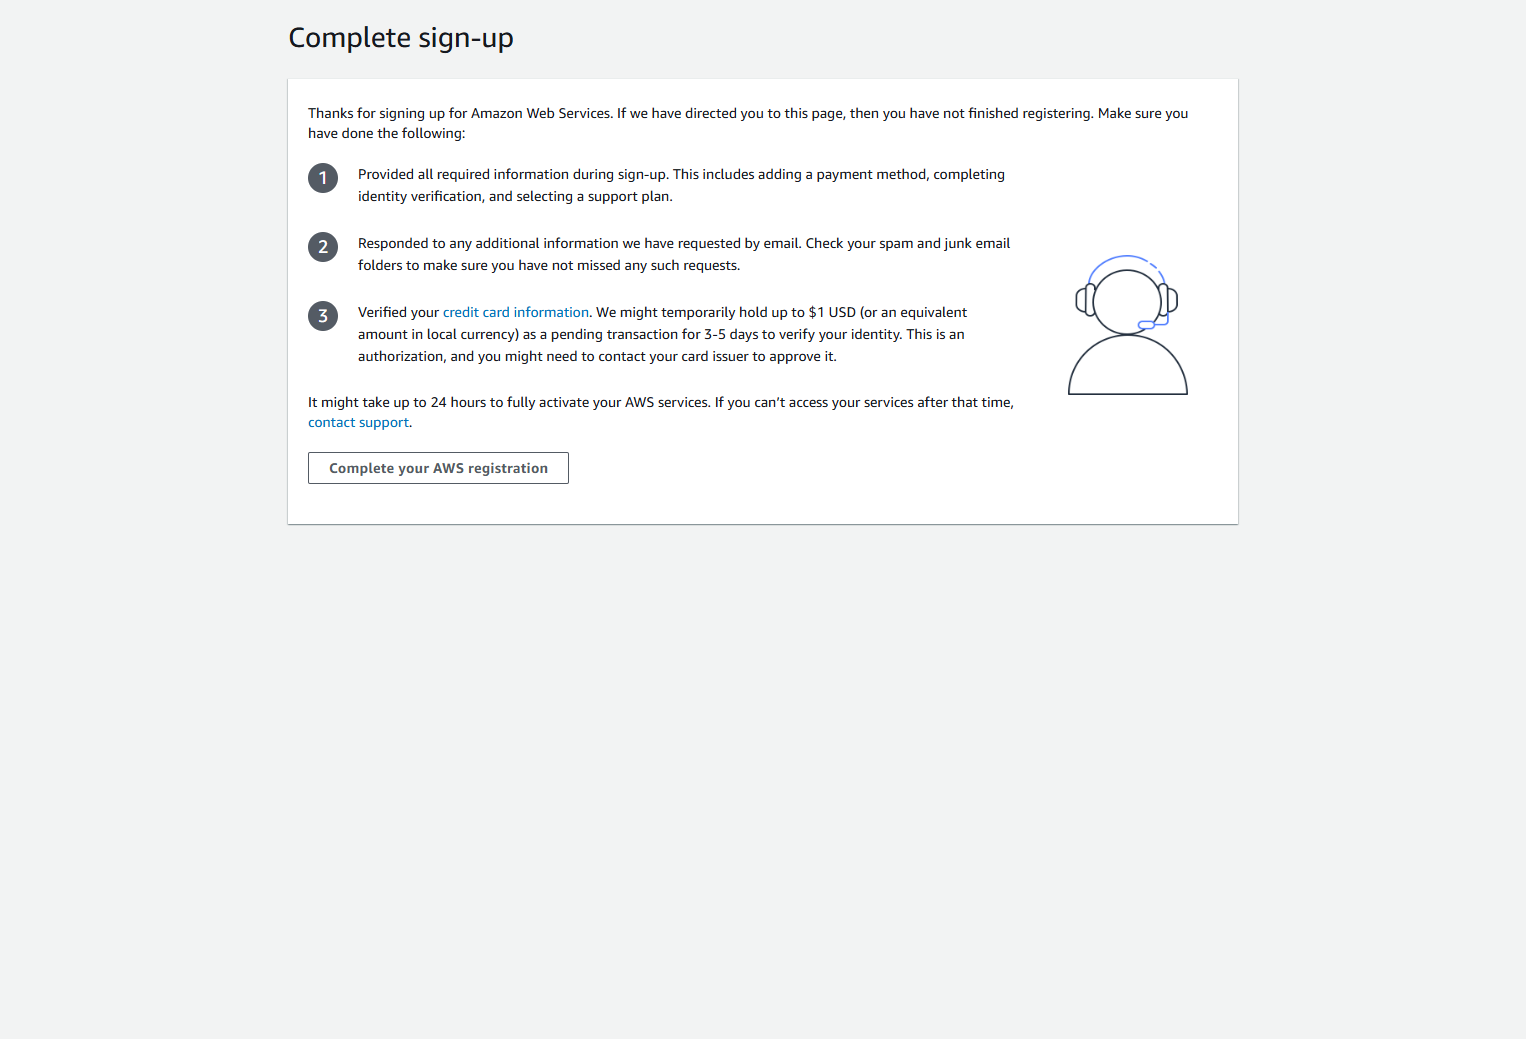 Complete sign-up
Thanks for signing up for Amazon Web Services. If we have directed you to this page, then you have not finished registering. Make sure you
have done the following:
1
Provided all required information during sign-up. This includes adding a payment method, completing
identity verification, and selecting a support plan.
2
Responded to any additional information we have requested by email. Check your spam and junk email
folders to make sure you have not missed any such requests.
3
Verified your credit card information. We might temporarily hold up to $1 USD (or an equivalent
amount in local currency) as a pending transaction for 3-5 days to verify your identity. This is an
authorization, and you might need to contact your card issuer to approve it.
It might take up to 24 hours to fully activate your AWS services. If you can’t access your services after that time,
contact support.
Complete your AWS registration